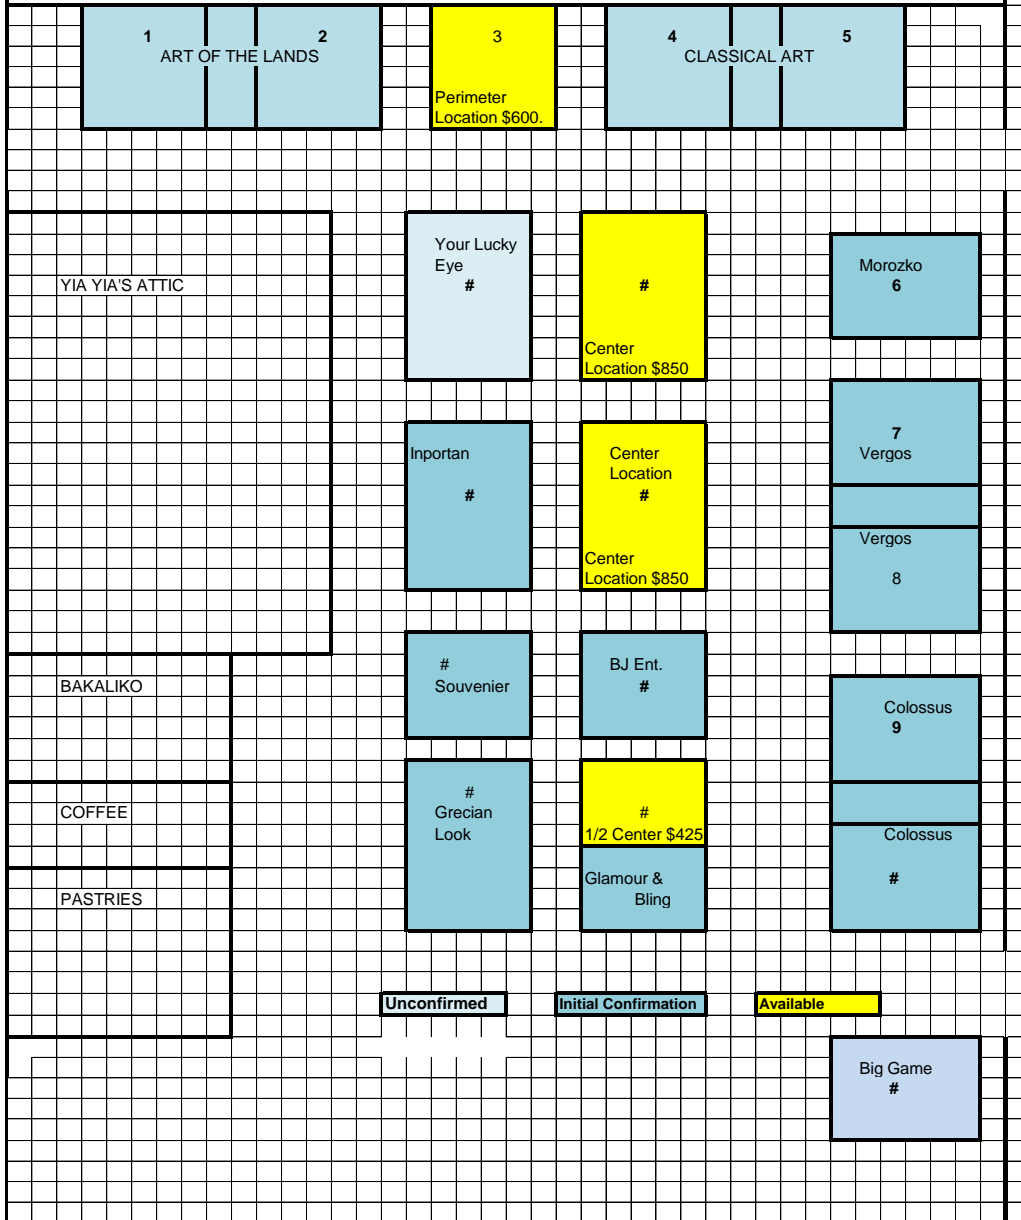 1 2 3 4 5
ART OF THE LANDS CLASSICAL ART
Perimeter
Location $600.
Your Lucky
Eye
#
#
Center
Location $850
Morozko
6
YIA YIA'S ATTIC
Inportan
#
Center
Location
#
Center
Location $850
7
Vergos
Vergos
8
#
Souvenier
BJ Ent.
#
BAKALIKO
Colossus
9
#
Grecian
Look
#
1/2 Center $425
Glamour &
Bling
COFFEE
Colossus
#
PASTRIES
Unconfirmed
Initial Confirmation
Available
Big Game
#